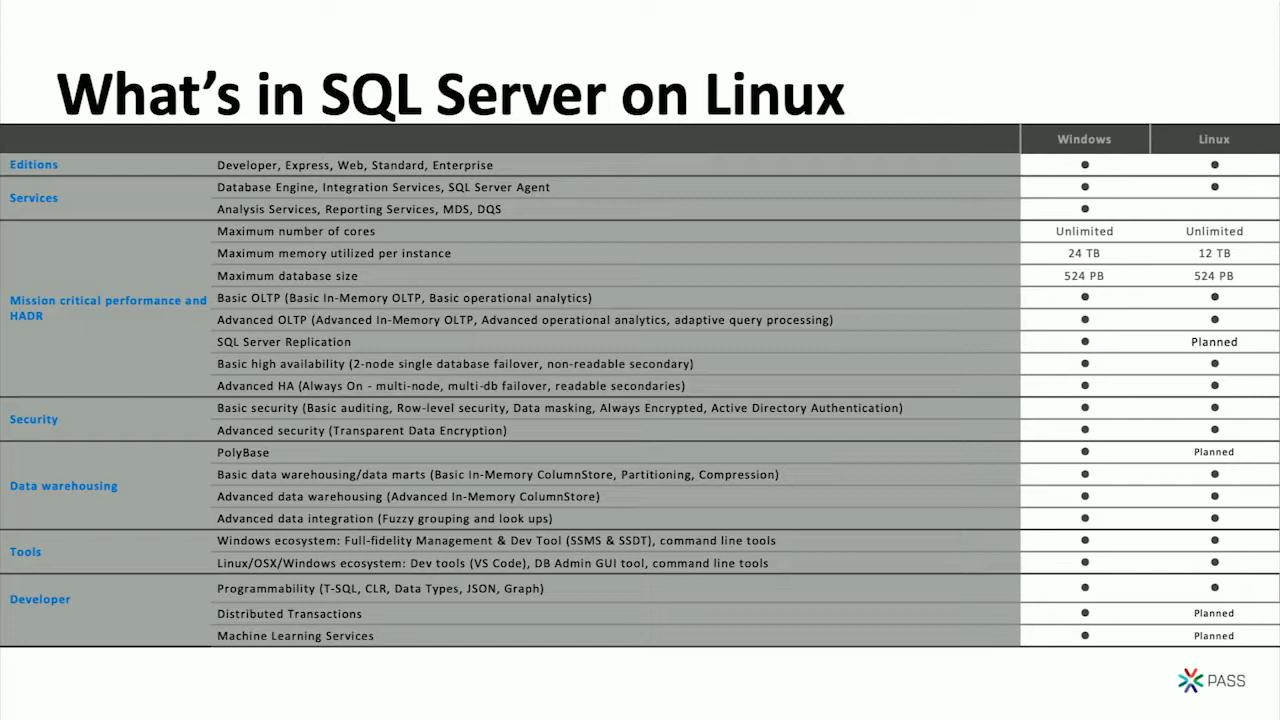 What's in SQL Server on Linux
Windows Linux
Editions Developer, Express, Web, Standard, Enterprise ● ●
Services Database Engine, Integration Services, SQL Server Agent ● ●
Analysis Services, Reporting Services, MDS, DQS ●
Mission critical performance and
HADR
Maximum number of cores Unlimited Unlimited
Maximum memory utilized per instance 24 TB 12 TB
Maximum database size 524 PB 524 PB
Basic OLTP (Basic In-Memory OLTP, Basic operational analytics) ● ●
Advanced OLTP (Advanced In-Memory OLTP, Advanced operational analytics, adaptive query processing) ● ●
SQL Server Replication ● Planned
Basic high availability (2-node single database failover, non-readable secondary) ● ●
Advanced HA (Always On - multi-node, multi-db failover, readable secondaries) ● ●
Security Basic security (Basic auditing, Row-level security, Data masking, Always Encrypted, Active Directory Authentication) ● ●
Advanced security (Transparent Data Encryption) ● ●
Data warehousing PolyBase ● Planned
Basic data warehousing/data marts (Basic In-Memory ColumnStore, Partitioning, Compression) ● ●
Advanced data warehousing (Advanced In-Memory ColumnStore) ● ●
Advanced data integration (Fuzzy grouping and look ups) ● ●
Tools Windows ecosystem: Full-fidelity Management & Dev Tool (SSMS & SSDT), command line tools ● ●
Linux/OSX/Windows ecosystem: Dev tools (VS Code), DB Admin GUI tool, command line tools ● ●
Developer Programmability (T-SQL, CLR, Data Types, JSON, Graph) ● ●
Distributed Transactions ● Planned
Machine Learning Services ● Planned
PASS